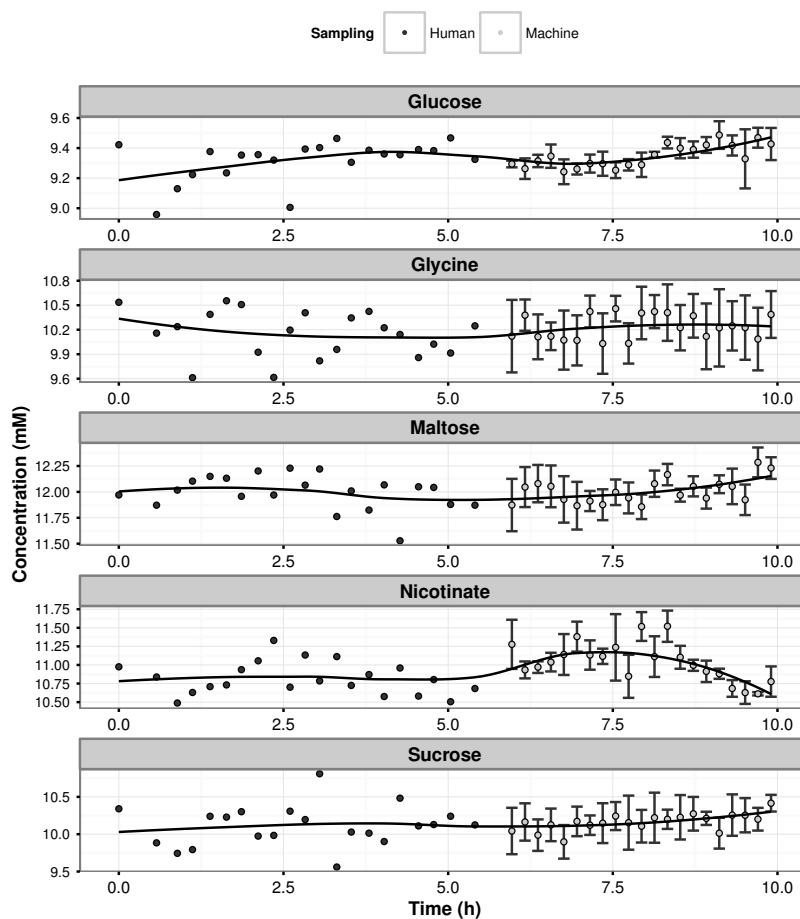 Sampling Human Machine
Glucose
9.6
9.4
9.2
9.0
0.0 2.5 5.0 7.5 10.0
Glycine
10.8
10.5
10.2
9.9
9.6
0.0 2.5 5.0 7.5 10.0
Maltose
12.25
12.00
11.75
11.50
0.0 2.5 5.0 7.5 10.0
Nicotinate
11.75
11.50
11.25
11.00
10.75
10.50
0.0 2.5 5.0 7.5 10.0
Sucrose
10.5
10.0
9.5
0.0 2.5 5.0 7.5 10.0
Concentration (mM)
Time (h)